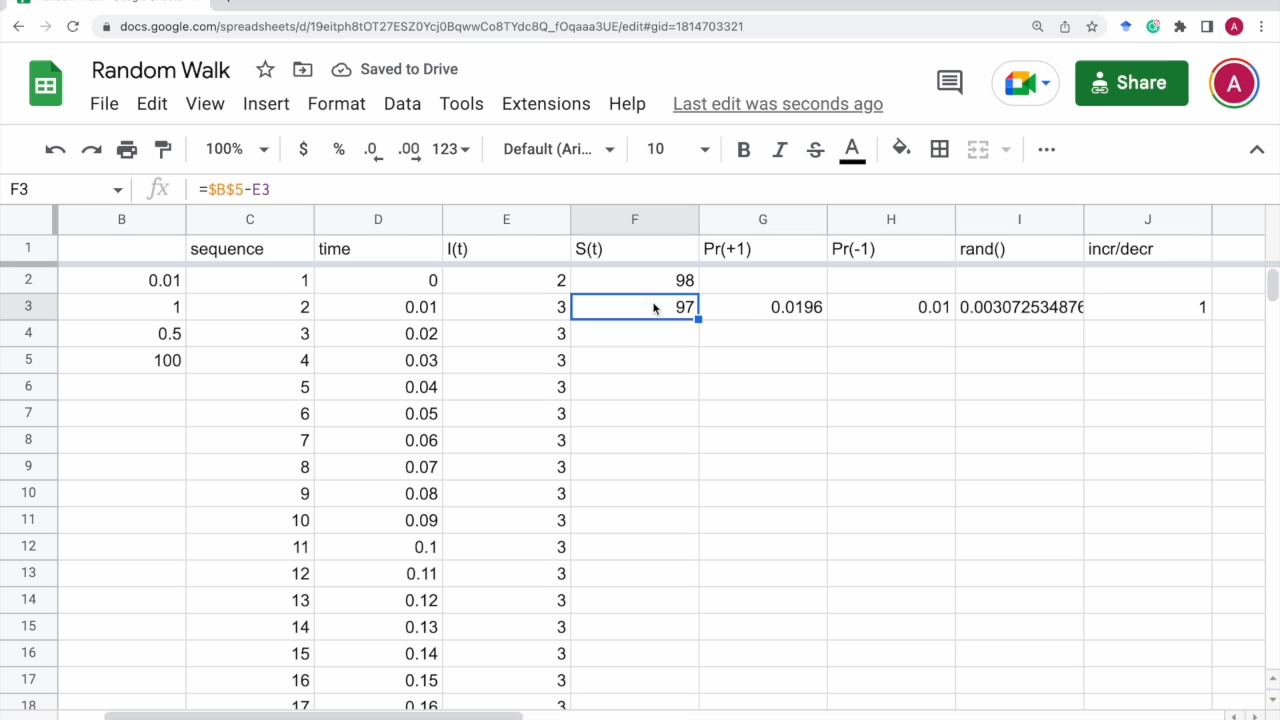 docs.google.com/spreadsheets/d/19eitph8tOT27ESZ0Ycj0BqwwCo8TYdc8Q_fOqaaa3UE/edit#gid=1814703321 A
Random Walk Saved to Drive Share A
File Edit View Insert Format Data Tools Extensions Help Last edit was seconds ago
100% $ % .0 .00 123 Default (Ari... 10 B I S A
F3 fx =$B$5-E3
B C D E F G H I J
1 sequence time I(t) S(t) Pr(+1) Pr(-1) rand() incr/decr
2 0.01 1 0 2 98
3 1 2 0.01 3 97 0.0196 0.01 0.003072534876 1
4 0.5 3 0.02 3
5 100 4 0.03 3
6 5 0.04 3
7 6 0.05 3
8 7 0.06 3
9 8 0.07 3
10 9 0.08 3
11 10 0.09 3
12 11 0.1 3
13 12 0.11 3
14 13 0.12 3
15 14 0.13 3
16 15 0.14 3
17 16 0.15 3
18 17 0.16 3